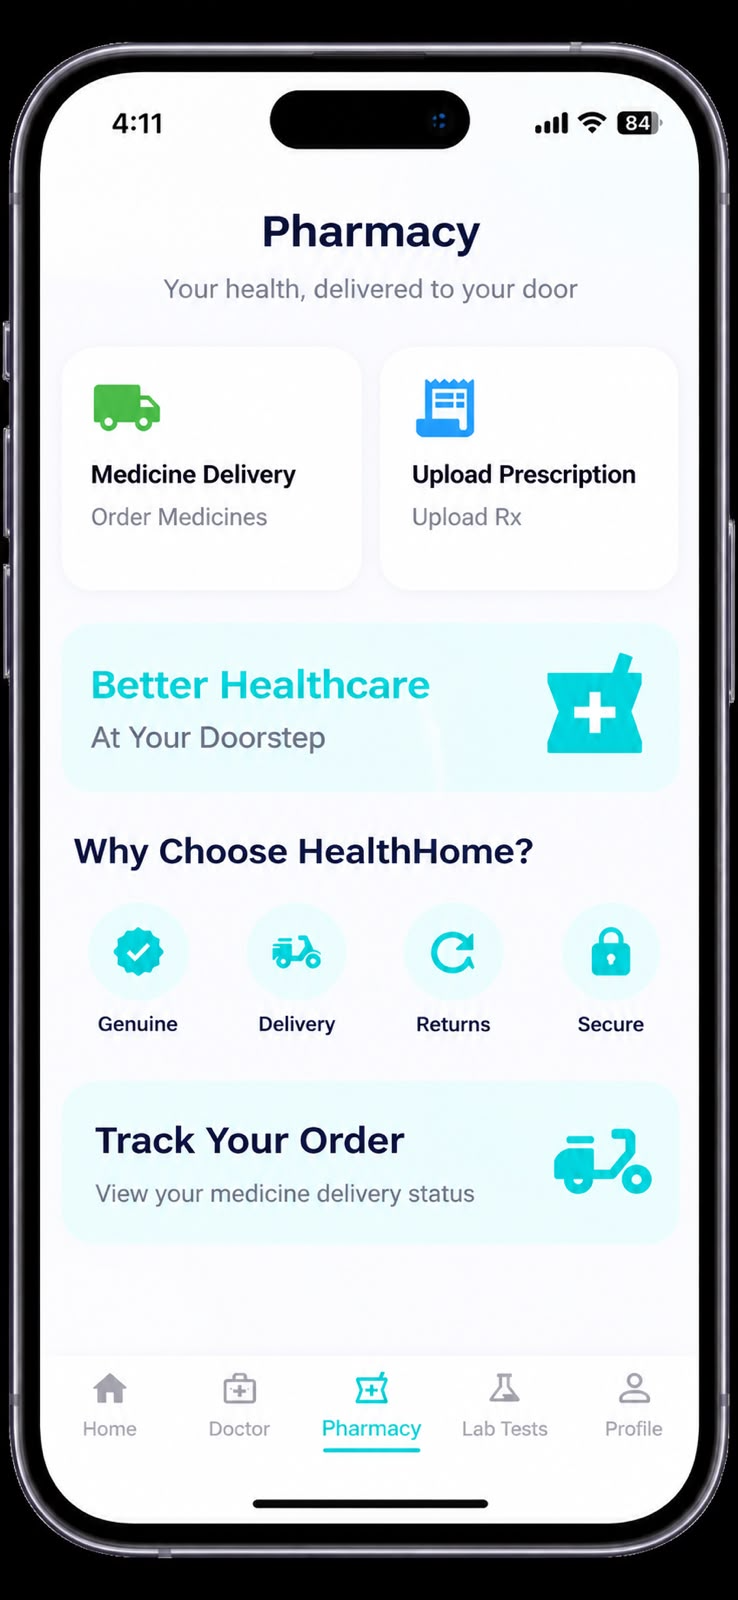 4:11
84
Pharmacy
Your health, delivered to your door
Medicine Delivery
Order Medicines
Upload Prescription
Upload Rx
Better Healthcare
At Your Doorstep
Why Choose HealthHome?
Genuine
Delivery
Returns
Secure
Track Your Order
View your medicine delivery status
Home
Doctor
Pharmacy
Lab Tests
Profile